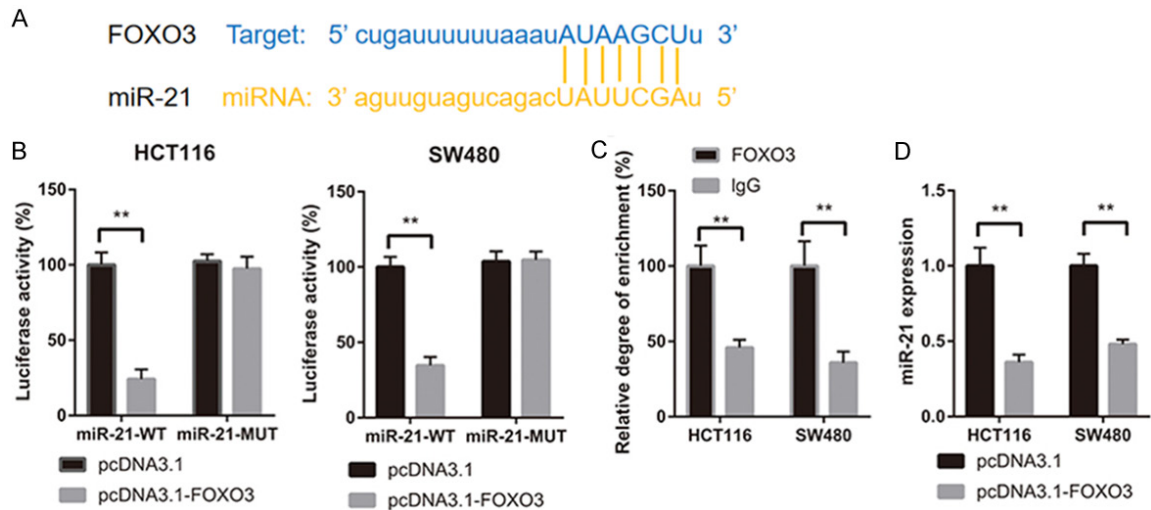 A
FOXO3 Target: 5’ cugauuuuuuaaauAUAAGCUu 3’
miR-21 miRNA: 3’ aguuguagucagacUAUUCGAu 5’
B
HCT116
Luciferase activity (%)
150
100
50
0
**
miR-21-WT miR-21-MUT
pcDNA3.1
pcDNA3.1-FOXO3
SW480
Luciferase activity (%)
150
100
50
0
**
miR-21-WT miR-21-MUT
pcDNA3.1
pcDNA3.1-FOXO3
C
FOXO3
IgG
Relative degree of enrichment (%)
150
100
50
0
** **
HCT116 SW480
D
miR-21 expression
1.5
1.0
0.5
0.0
** **
HCT116 SW480
pcDNA3.1
pcDNA3.1-FOXO3